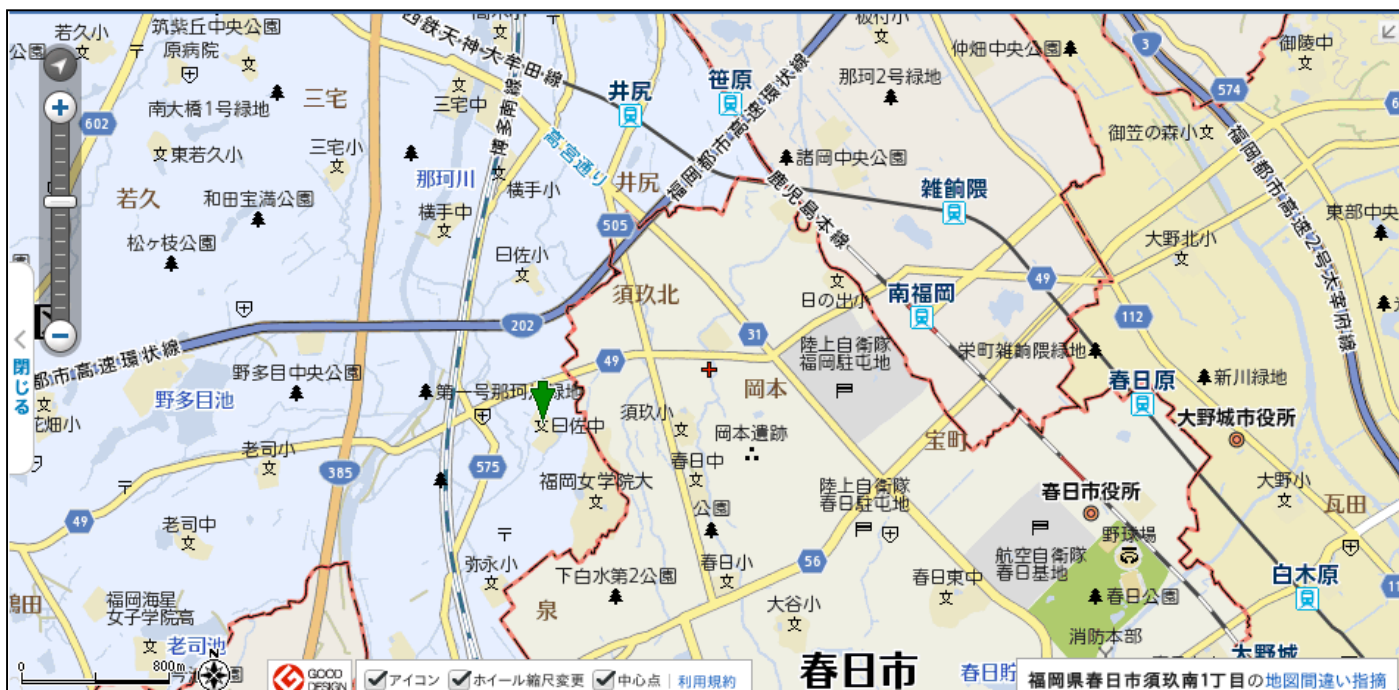 若久小
筑紫丘中央公園
原病院
高木小
西鉄天神大牟田線
板付小
仲畑中央公園
御陵中
3
574
602
南大橋1号緑地
三宅
三宅中
博多南線
井尻
笹原
福岡都市高速環状線
那珂2号緑地
御笠の森小
福岡都市高速2号太宰府線
東若久小
三宅小
高宮通り
諸岡中央公園
若久
和田宝満公園
那珂川
横手小
横手中
井尻
鹿児島本線
雑餉隈
東部中央
松ヶ枝公園
505
大野北小
曰佐小
須玖北
日の出小
49
南福岡
112
閉じる
都市高速環状線
202
31
陸上自衛隊
福岡駐屯地
栄町雑餉隈緑地
野多目中央公園
49
岡本
春日原
新川緑地
野多目池
花畑小
第一号那珂川緑地
曰佐中
須玖小
岡本遺跡
宝町
大野城市役所
老司小
385
575
福岡女学院大
春日中
陸上自衛隊
春日駐屯地
春日市役所
大野小
瓦田
49
老司中
公園
野球場
航空自衛隊
春日基地
弥永小
下白水第2公園
春日小
56
春日東中
白木原
福岡海星
女子学院高
泉
大谷小
春日公園
老司池
消防本部
大野城
0
800m
N
GOOD
DESIGN
アイコン
ホイール縮尺変更
中心点
利用規約
春日市
福岡県春日市須玖南1丁目の地図間違い指摘